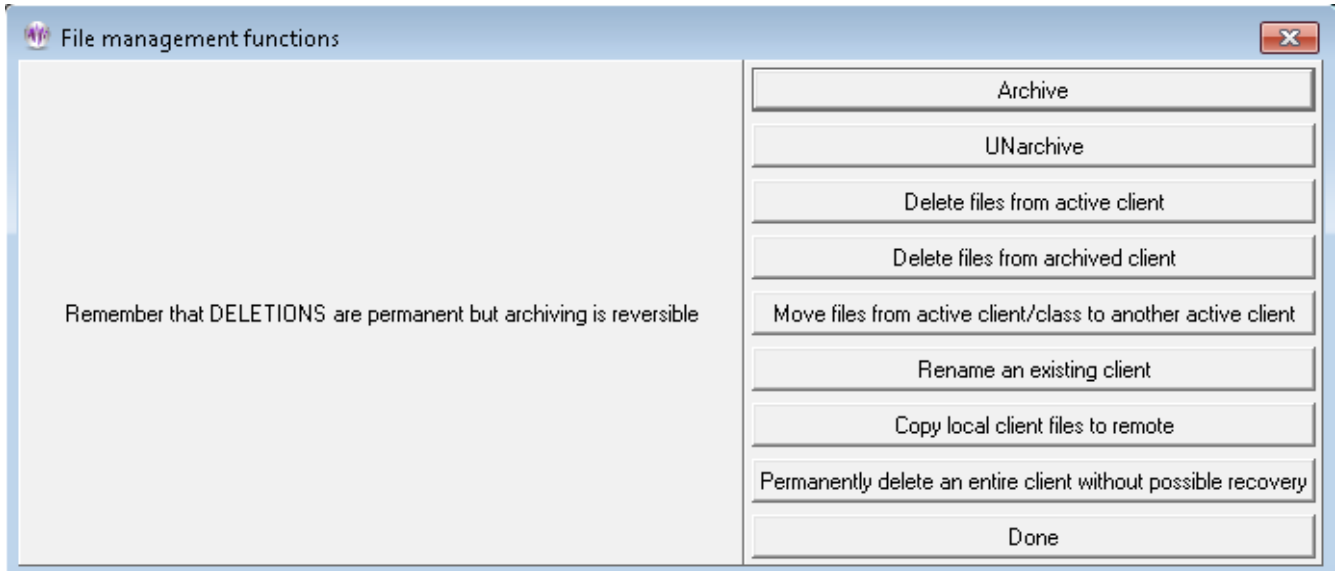 File management functions
Remember that DELETIONS are permanent but archiving is reversible
Archive
UNarchive
Delete files from active client
Delete files from archived client
Move files from active client/class to another active client
Rename an existing client
Copy local client files to remote
Permanently delete an entire client without possible recovery
Done